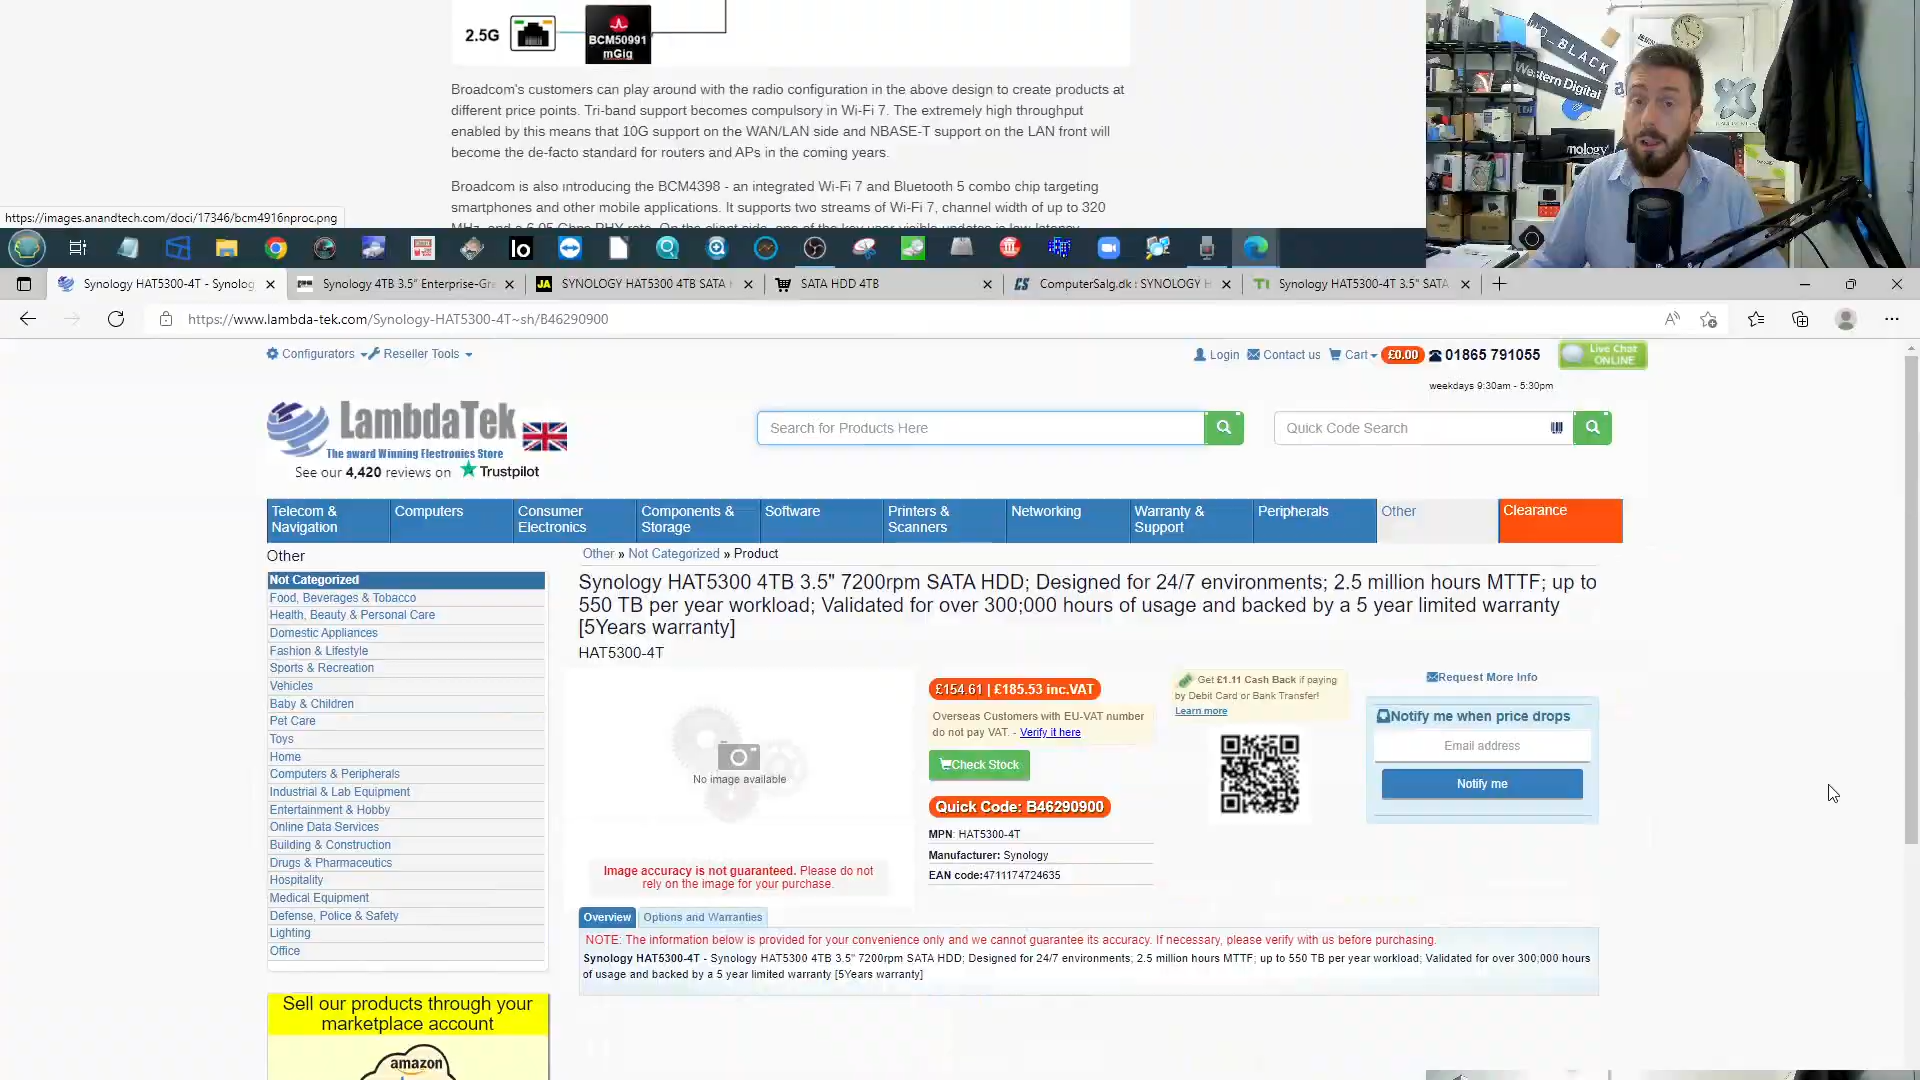 2.5G
BCM50991
mGig
Broadcom's customers can play around with the radio configuration in the above design to create products at
different price points. Tri-band support becomes compulsory in Wi-Fi 7. The extremely high throughput
enabled by this means that 10G support on the WAN/LAN side and NBASE-T support on the LAN front will
become the de-facto standard for routers and APs in the coming years.
Broadcom is also introducing the BCM4398 - an integrated Wi-Fi 7 and Bluetooth 5 combo chip targeting
smartphones and other mobile applications. It supports two streams of Wi-Fi 7, channel width of up to 320
https://images.anandtech.com/doci/17346/bcm4916nproc.png
_BLACK
Western Digital
nology
Synology HAT5300-4T - Synolog
Synology 4TB 3.5" Enterprise-Gra
JA SYNOLOGY HAT5300 4TB SATA
SATA HDD 4TB
ComputerSalg.dk : SYNOLOGY H
Synology HAT5300-4T 3.5" SATA
https://www.lambda-tek.com/Synology-HAT5300-4T~sh/B46290900
Configurators Reseller Tools
Login Contact us Cart £0.00 01865 791055
Live Chat
ONLINE
weekdays 9:30am - 5:30pm
LambdaTek
The award Winning Electronics Store
See our 4,420 reviews on Trustpilot
Search for Products Here
Quick Code Search
Telecom &
Navigation
Computers
Consumer
Electronics
Components &
Storage
Software
Printers &
Scanners
Networking
Warranty &
Support
Peripherals
Other
Clearance
Other
Other » Not Categorized » Product
Not Categorized
Food, Beverages & Tobacco
Health, Beauty & Personal Care
Domestic Appliances
Fashion & Lifestyle
Sports & Recreation
Vehicles
Baby & Children
Pet Care
Toys
Home
Computers & Peripherals
Industrial & Lab Equipment
Entertainment & Hobby
Online Data Services
Building & Construction
Drugs & Pharmaceutics
Hospitality
Medical Equipment
Defense, Police & Safety
Lighting
Office
Sell our products through your
marketplace account
amazon
Synology HAT5300 4TB 3.5" 7200rpm SATA HDD; Designed for 24/7 environments; 2.5 million hours MTTF; up to
550 TB per year workload; Validated for over 300;000 hours of usage and backed by a 5 year limited warranty
[5Years warranty]
HAT5300-4T
No image available
Image accuracy is not guaranteed. Please do not
rely on the image for your purchase.
£154.61 | £185.53 inc.VAT
Overseas Customers with EU-VAT number
do not pay VAT. - Verify it here
Check Stock
Quick Code: B46290900
MPN: HAT5300-4T
Manufacturer: Synology
EAN code:4711174724635
Get £1.11 Cash Back if paying
by Debit Card or Bank Transfer!
Learn more
Request More Info
Notify me when price drops
Email address
Notify me
Overview
Options and Warranties
NOTE: The information below is provided for your convenience only and we cannot guarantee its accuracy. If necessary, please verify with us before purchasing.
Synology HAT5300-4T - Synology HAT5300 4TB 3.5" 7200rpm SATA HDD; Designed for 24/7 environments; 2.5 million hours MTTF; up to 550 TB per year workload; Validated for over 300;000 hours
of usage and backed by a 5 year limited warranty [5Years warranty]